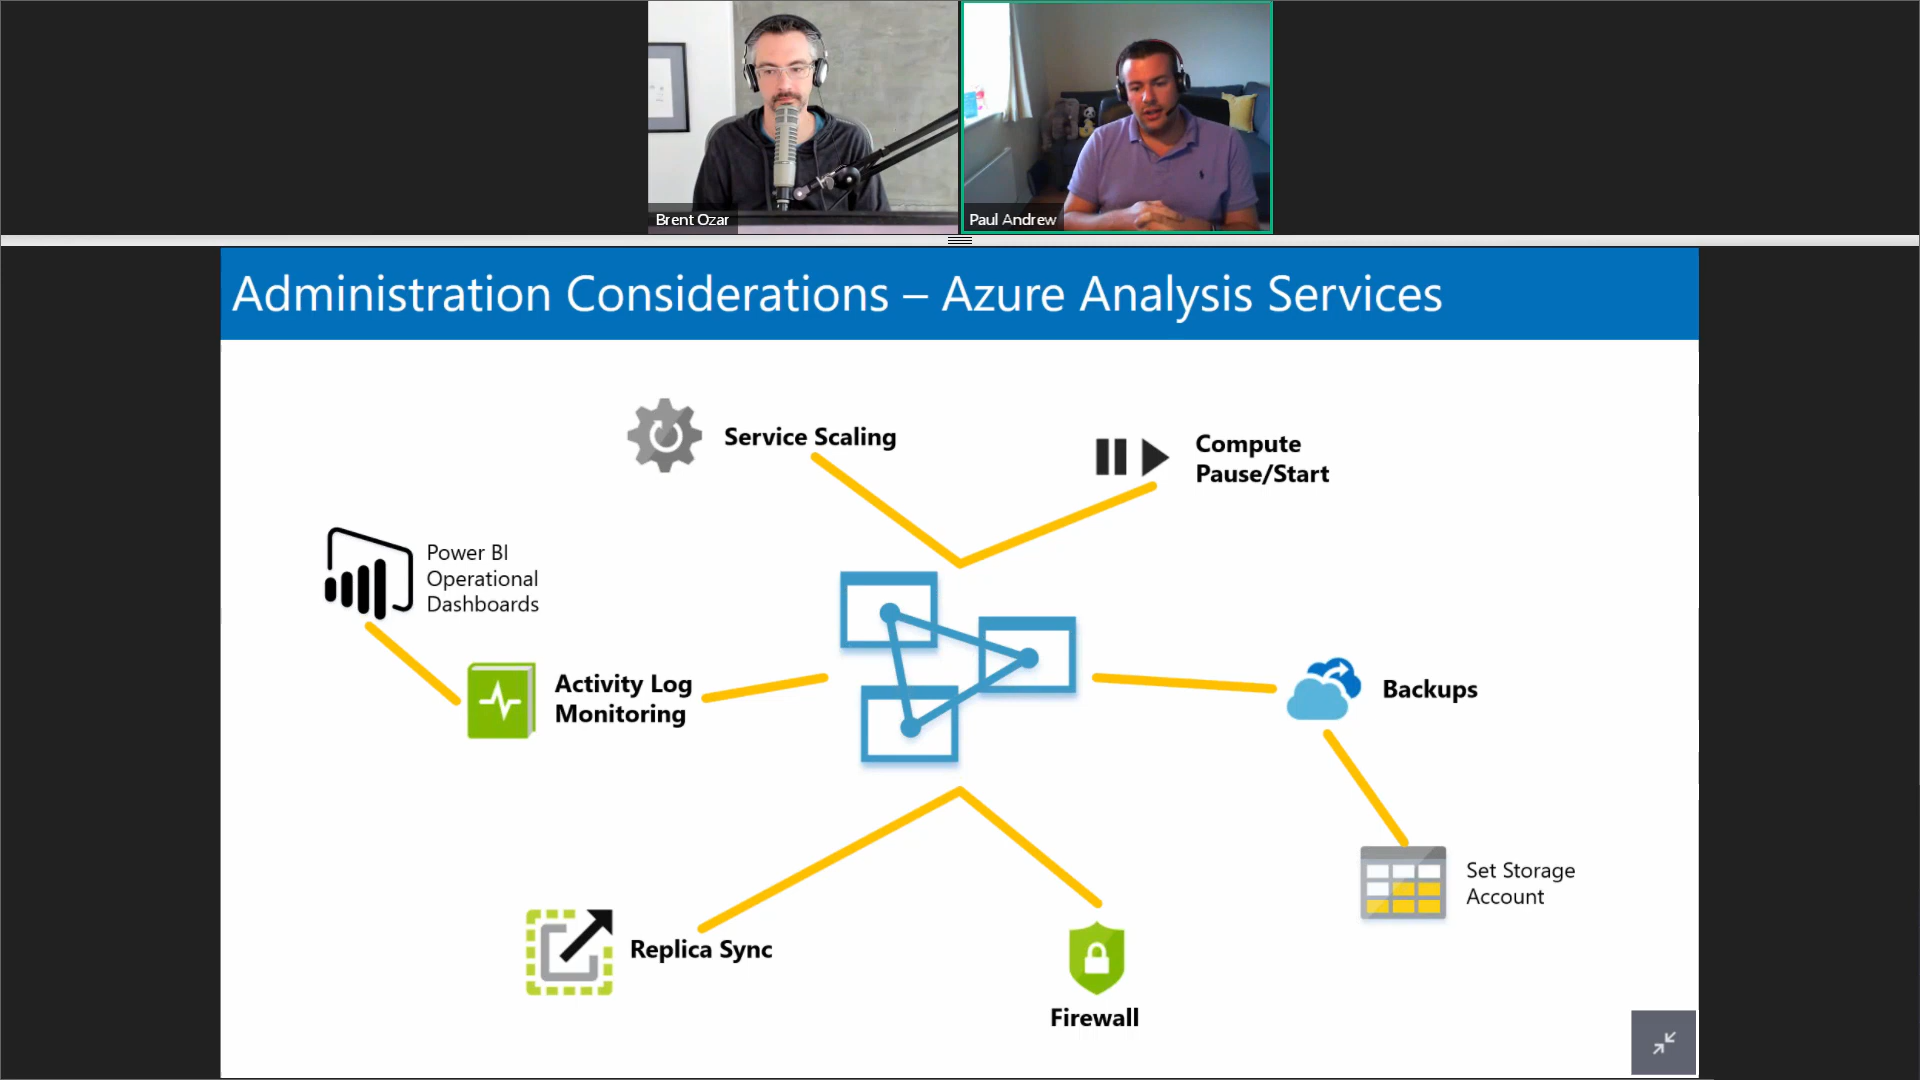 Brent Ozar
Paul Andrew
Administration Considerations – Azure Analysis Services
Service Scaling
Compute
Pause/Start
Power BI
Operational
Dashboards
Activity Log
Monitoring
Backups
Set Storage
Account
Replica Sync
Firewall